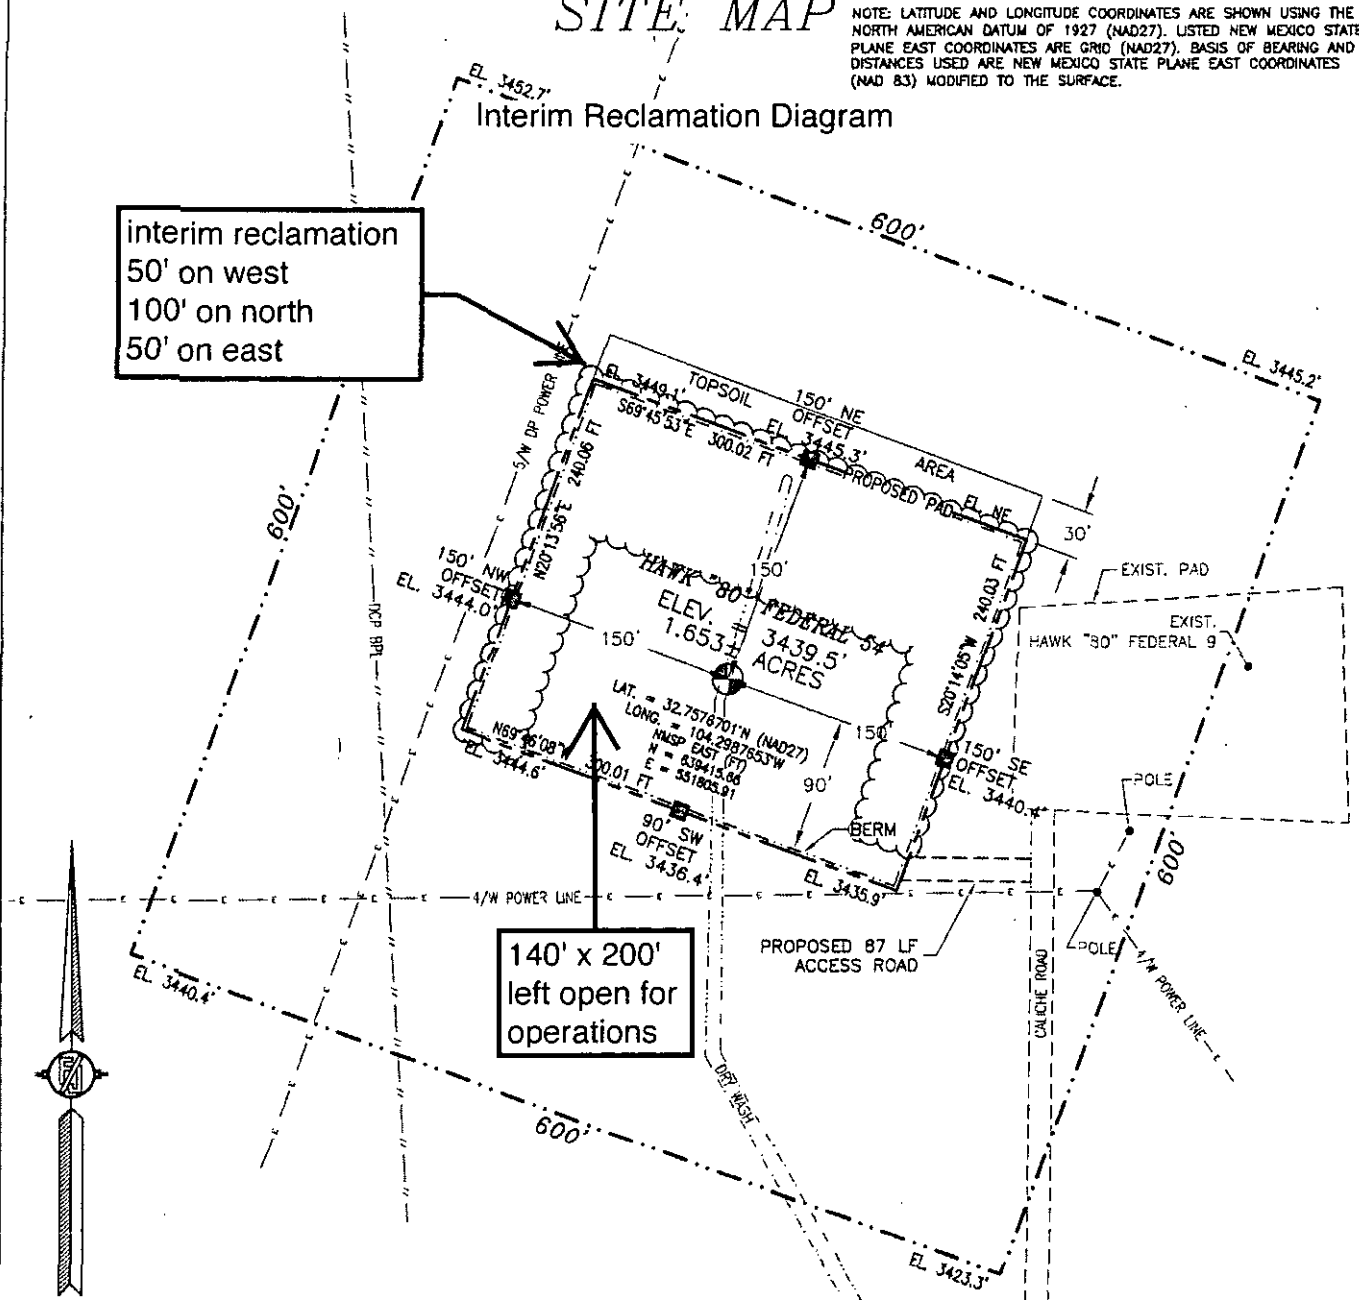 SITE MAP
NOTE: LATITUDE AND LONGITUDE COORDINATES ARE SHOWN USING THE
NORTH AMERICAN DATUM OF 1927 (NAD27). LISTED NEW MEXICO STATE
PLANE EAST COORDINATES ARE GRID (NAD27). BASIS OF BEARING AND
DISTANCES USED ARE NEW MEXICO STATE PLANE EAST COORDINATES
(NAD 83) MODIFIED TO THE SURFACE.
EL. 3452.7'
Interim Reclamation Diagram
600'
interim reclamation
50' on west
100' on north
50' on east
EL. 3445.2'
EL. 3449.1'
TOPSOIL
AREA
150' NE
OFFSET
EL. 3445.3'
S69°45'53"E 300.02 FT
PROPOSED PAD
EL. NE
30'
5/W DP POWER
N20°13'56"E 240.06 FT
600'
150' NW
OFFSET
EL. 3444.0'
150'
HAWK "80" FEDERAL 54
ELEV. 3439.5'
1.653± ACRES
150'
S20°14'05"W 240.03 FT
EXIST. PAD
EXIST.
HAWK "80" FEDERAL 9
LAT. = 32.7576701°N (NAD27)
LONG. = 104.2987653°W
NMSP EAST (FT)
N = 639415.66
E = 551805.91
150'
90'
150' SE
OFFSET
EL. 3440.4'
N69°46'08"W 300.01 FT
EL. 3444.6'
90' SW
OFFSET
EL. 3436.4'
BERM
EL. 3435.9'
POLE
600'
4/W POWER LINE
140' x 200'
left open for
operations
PROPOSED 87 LF
ACCESS ROAD
POLE
4/W POWER LINE
CALICHE ROAD
EL. 3440.4'
DRY WASH
600'
EL. 3423.3'